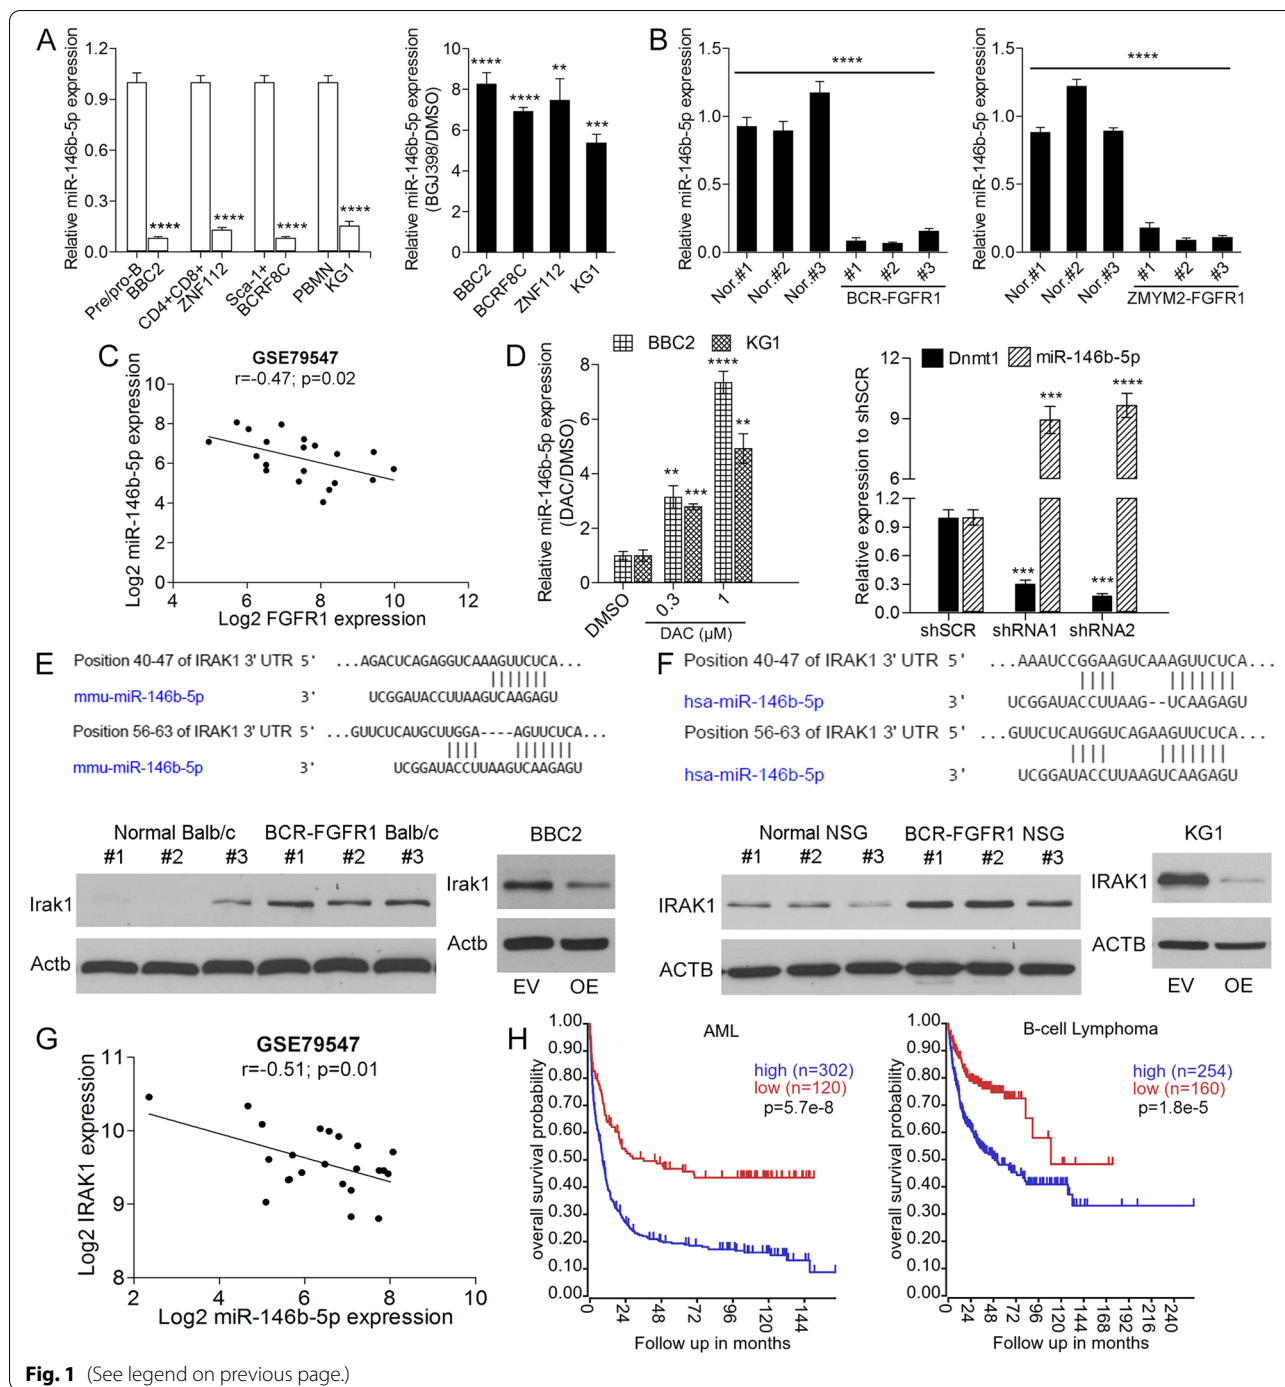 A
Relative miR-146b-5p expression
1.2
0.9
0.6
0.3
0.0
****
****
****
****
Pre/pro-B
BBC2
CD4+CD8+
ZNF112
Sca-1+
BCRF8C
PBMN
KG1
Relative miR-146b-5p expression
(BGJ398/DMSO)
10
8
6
4
2
0
****
****
**
***
BBC2
BCRF8C
ZNF112
KG1
B
Relative miR-146b-5p expression
1.5
1.0
0.5
0.0
****
Nor.#1
Nor.#2
Nor.#3
#1
#2
#3
BCR-FGFR1
Relative miR-146b-5p expression
1.5
1.0
0.5
0.0
****
Nor.#1
Nor.#2
Nor.#3
#1
#2
#3
ZMYM2-FGFR1
C
GSE79547
r=-0.47; p=0.02
Log2 miR-146b-5p expression
10
8
6
4
2
0
4 6 8 10 12
Log2 FGFR1 expression
D
BBC2 KG1
Relative miR-146b-5p expression
(DAC/DMSO)
8
6
4
2
0
**
***
****
**
DMSO
0.3
1
DAC (µM)
Dnmt1 miR-146b-5p
Relative expression to shSCR
12
9
6
1.2
0.9
0.6
0.3
0.0
***
***
***
****
shSCR shRNA1 shRNA2
E
Position 40-47 of IRAK1 3' UTR 5' ...AGACUCAGAGGUCAAAGUUCUCA...
mmu-miR-146b-5p 3' UCGGAUACCUUAAGUCAAGAGU
Position 56-63 of IRAK1 3' UTR 5' ...GUUCUCAUGCUUGGA----AGUUCUCA...
mmu-miR-146b-5p 3' UCGGAUACCUUAAGUCAAGAGU
Normal Balb/c BCR-FGFR1 Balb/c
#1 #2 #3 #1 #2 #3
Irak1
Actb
BBC2
Irak1
Actb
EV OE
F
Position 40-47 of IRAK1 3' UTR 5' ...AAAUCCGGAAGUCAAAGUUCUCA...
hsa-miR-146b-5p 3' UCGGAUACCUUAAG--UCAAGAGU
Position 56-63 of IRAK1 3' UTR 5' ...GUUCUCAUGGUCAGAAGUUCUCA...
hsa-miR-146b-5p 3' UCGGAUACCUUAAGUCAAGAGU
Normal NSG BCR-FGFR1 NSG
#1 #2 #3 #1 #2 #3
IRAK1
ACTB
KG1
IRAK1
ACTB
EV OE
G
GSE79547
r=-0.51; p=0.01
Log2 IRAK1 expression
11
10
9
8
2 4 6 8 10
Log2 miR-146b-5p expression
H
AML
high (n=302)
low (n=120)
p=5.7e-8
overall survival probability
1.00
0.90
0.80
0.70
0.60
0.50
0.40
0.30
0.20
0.10
0.00
0 24 48 72 96 120 144
Follow up in months
B-cell Lymphoma
high (n=254)
low (n=160)
p=1.8e-5
overall survival probability
1.00
0.90
0.80
0.70
0.60
0.50
0.40
0.30
0.20
0.10
0.00
0 24 48 72 96 120 144 168 192 216 240
Follow up in months
Fig. 1 (See legend on previous page.)